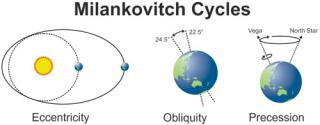 Milankovitch Cycles
24.5°
22.5°
Vega
North Star
Eccentricity
Obliquity
Precession